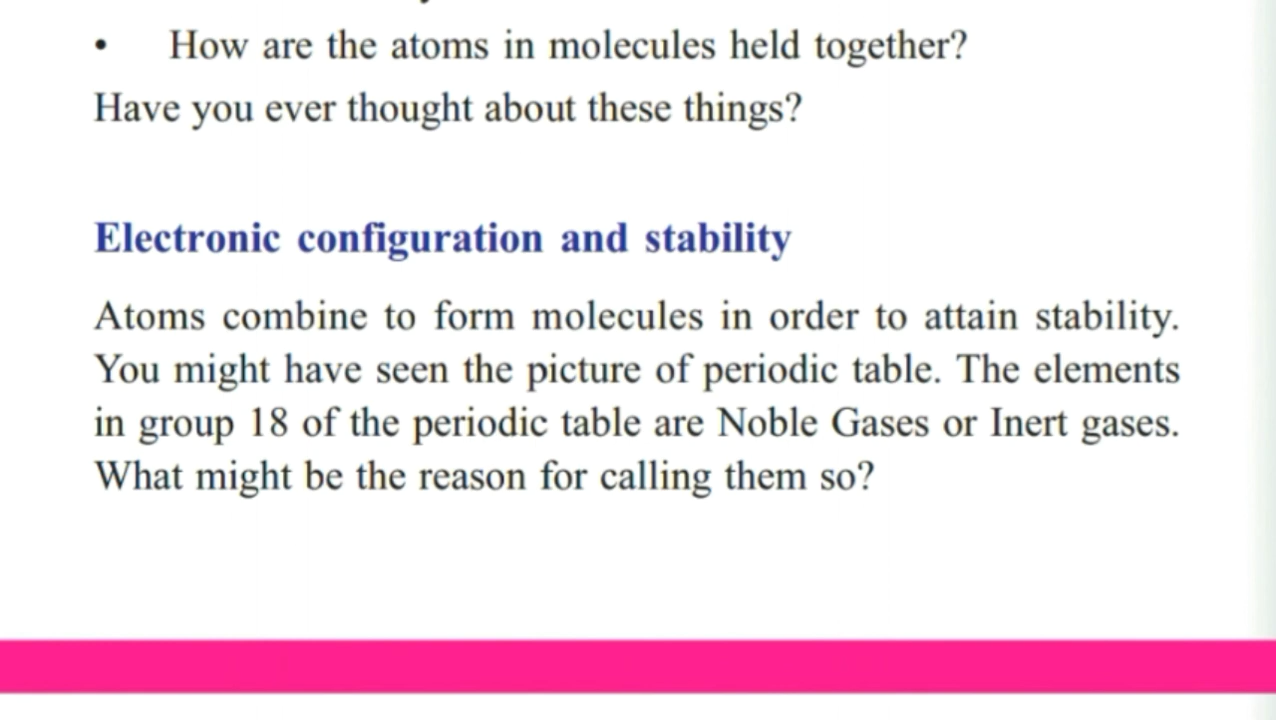 • How are the atoms in molecules held together?
Have you ever thought about these things?
Electronic configuration and stability
Atoms combine to form molecules in order to attain stability.
You might have seen the picture of periodic table. The elements
in group 18 of the periodic table are Noble Gases or Inert gases.
What might be the reason for calling them so?